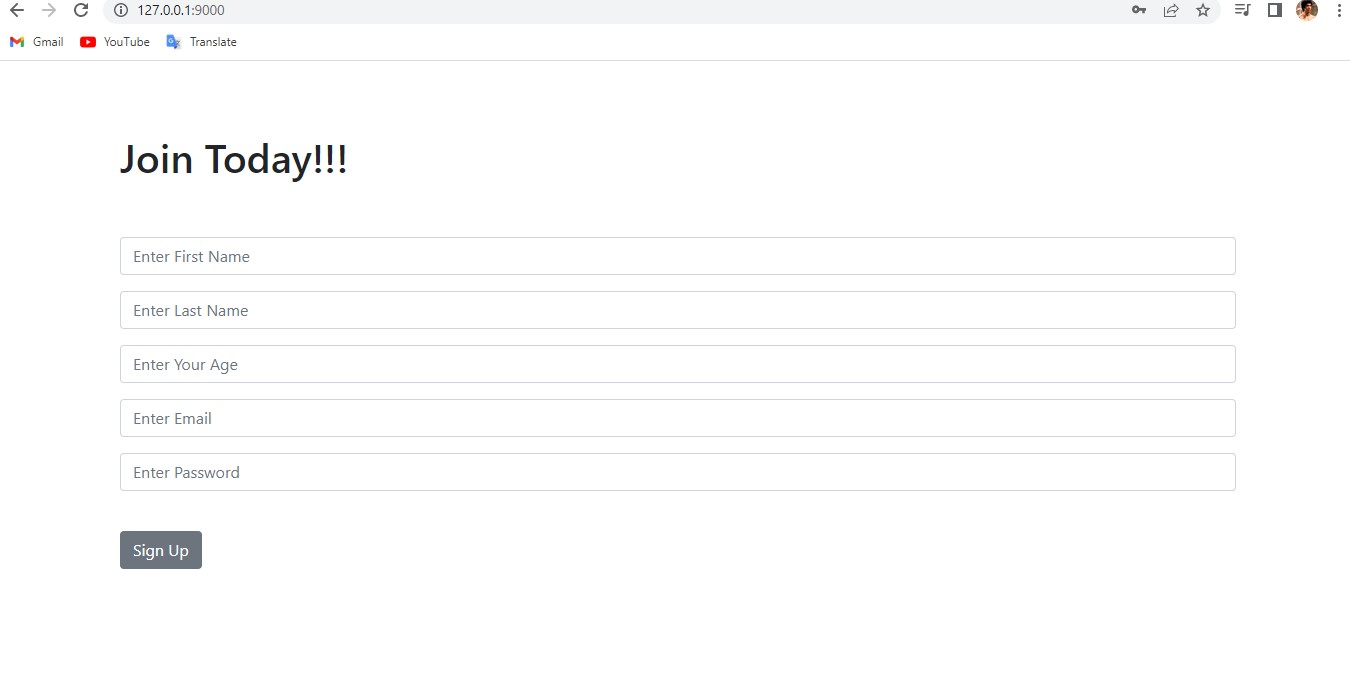 127.0.0.1:9000
Gmail YouTube Translate
Join Today!!!
Enter First Name
Enter Last Name
Enter Your Age
Enter Email
Enter Password
Sign Up